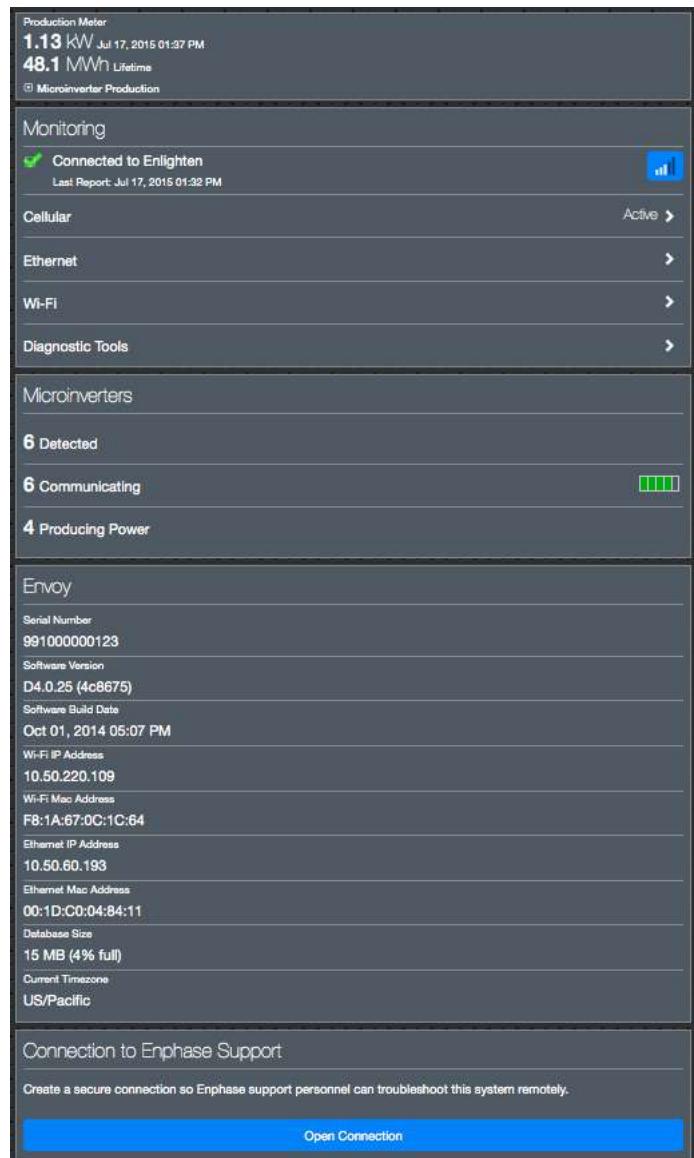 Production Meter
1.13 kW Jul 17, 2015 01:37 PM
48.1 MWh Lifetime
Microinverter Production
Monitoring
Connected to Enlighten
Last Report: Jul 17, 2015 01:32 PM
Cellular Active
Ethernet
Wi-Fi
Diagnostic Tools
Microinverters
6 Detected
6 Communicating
4 Producing Power
Envoy
Serial Number
991000000123
Software Version
D4.0.25 (4c8675)
Software Build Date
Oct 01, 2014 05:07 PM
Wi-Fi IP Address
10.50.220.109
Wi-Fi Mac Address
F8:1A:67:0C:1C:64
Ethernet IP Address
10.50.60.193
Ethernet Mac Address
00:1D:C0:04:84:11
Database Size
15 MB (4% full)
Current Timezone
US/Pacific
Connection to Enphase Support
Create a secure connection so Enphase support personnel can troubleshoot this system remotely.
Open Connection